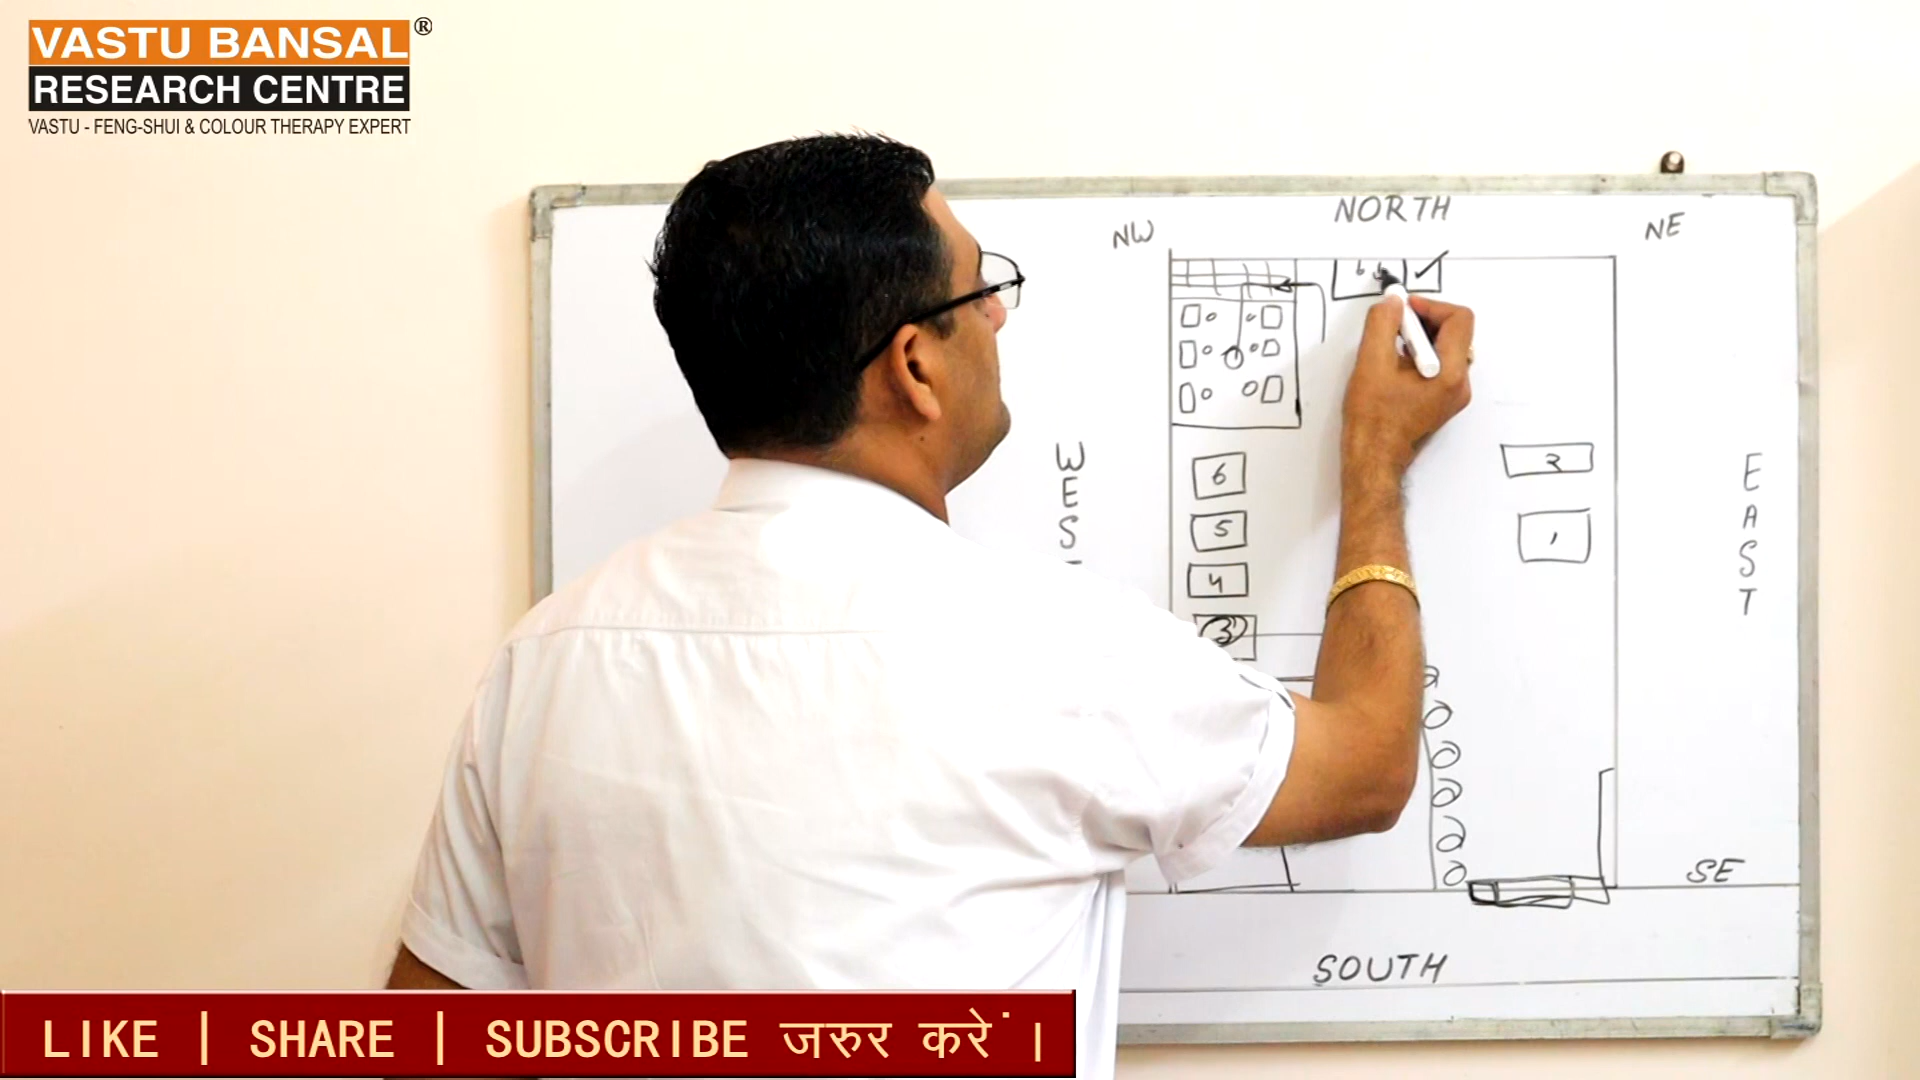 VASTU BANSAL®
RESEARCH CENTRE
VASTU - FENG-SHUI & COLOUR THERAPY EXPERT
NORTH
NW
NE
WES
EAST
6
5
4
3
2
1
SE
SOUTH
LIKE | SHARE | SUBSCRIBE जरुर करें ।